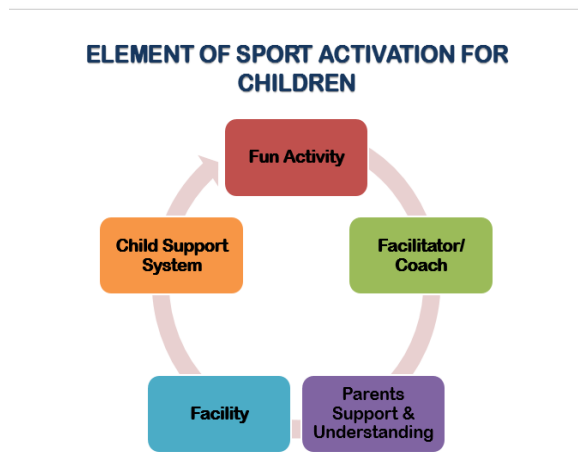 ELEMENT OF SPORT ACTIVATION FOR
CHILDREN
Fun Activity
Facilitator/
Coach
Parents
Support &
Understanding
Facility
Child Support
System